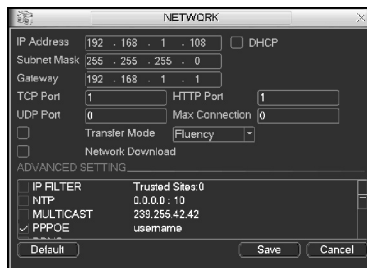 NETWORK
IP Address 192 . 168 . 1 . 108 DHCP
Subnet Mask 255 . 255 . 255 . 0
Gateway 192 . 168 . 1 . 1
TCP Port 1 HTTP Port 1
UDP Port 0 Max Connection 0
Transfer Mode Fluency
Network Download
ADVANCED SETTING
IP FILTER Trusted Sites:0
NTP 0.0.0.0 : 10
MULTICAST 239.255.42.42
PPPOE username
Default Save Cancel